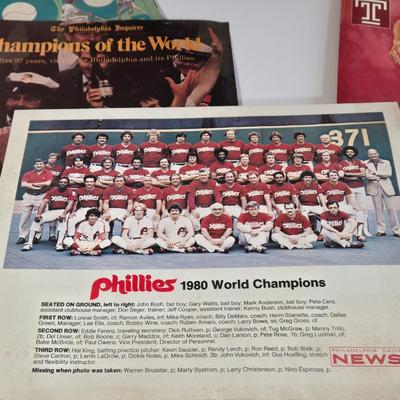 The Philadelphia Inquirer
Champions of the World
After 97 years, victory for Philadelphia and its Phillies.
T
371
Phillies 1980 World Champions
SEATED ON GROUND, left to right: John Bush, bat boy; Gary Watts, ball boy; Mark Anderson, bat boy; Pete Cera,
assistant clubhouse manager; Don Seger, trainer; Jeff Cooper, assistant trainer; Kenny Bush, clubhouse manager.
FIRST ROW: Lonnie Smith, of; Ramon Aviles, inf; Mike Ryan, coach; Billy DeMars, coach; Herm Starrette, coach; Dallas
Green, Manager; Lee Elia, coach; Bobby Wine, coach; Ruben Amaro, coach; Larry Bowa, ss; Greg Gross, of.
SECOND ROW: Eddie Ferenz, traveling secretary; Dick Ruthven, p; George Vukovich, of; Tug McGraw, p; Manny Trillo,
2b; Del Unser, of; Bob Boone, c; Garry Maddox, of; Keith Moreland, c; Dan Larson, p; Pete Rose, 1b; Greg Luzinski, of;
Bake McBride, of; Paul Owens, Vice President, Director of Personnel.
THIRD ROW: Hal King, batting practice pitcher; Kevin Saucier, p; Randy Lerch, p; Ron Reed, p; Bob Walk, p;
Steve Carlton, p; Lerrin LaGrow, p; Dickie Noles, p; Mike Schmidt, 3b; John Vukovich, inf; Gus Hoefling, stretch
and flexibility instructor.
Missing when photo was taken: Warren Brusstar, p; Marty Bystrom, p; Larry Christenson, p; Nino Espinosa, p.
PHILADELPHIA DAILY
NEWS